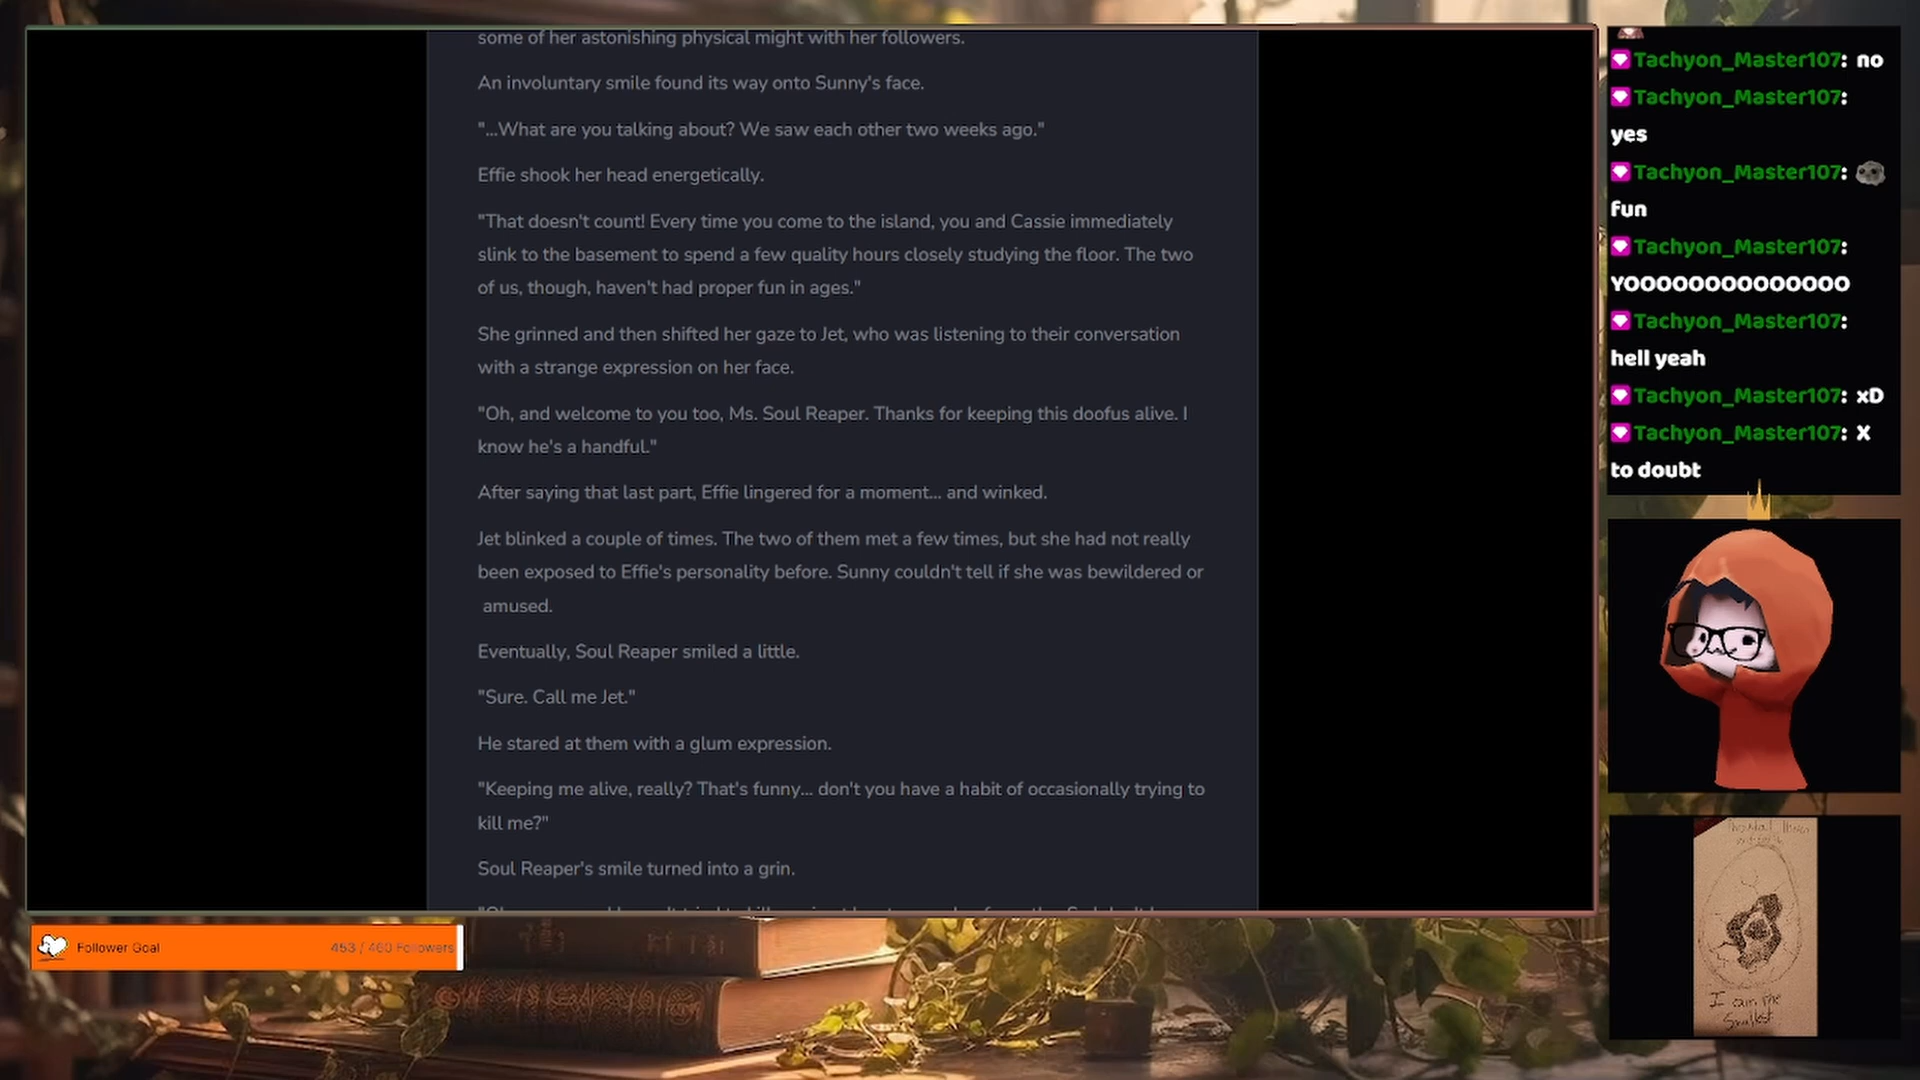 some of her astonishing physical might with her followers.
An involuntary smile found its way onto Sunny's face.
"...What are you talking about? We saw each other two weeks ago."
Effie shook her head energetically.
"That doesn't count! Every time you come to the island, you and Cassie immediately
slink to the basement to spend a few quality hours closely studying the floor. The two
of us, though, haven't had proper fun in ages."
She grinned and then shifted her gaze to Jet, who was listening to their conversation
with a strange expression on her face.
"Oh, and welcome to you too, Ms. Soul Reaper. Thanks for keeping this doofus alive. I
know he's a handful."
After saying that last part, Effie lingered for a moment... and winked.
Jet blinked a couple of times. The two of them met a few times, but she had not really
been exposed to Effie's personality before. Sunny couldn't tell if she was bewildered or
amused.
Eventually, Soul Reaper smiled a little.
"Sure. Call me Jet."
He stared at them with a glum expression.
"Keeping me alive, really? That's funny... don't you have a habit of occasionally trying to
kill me?"
Soul Reaper's smile turned into a grin.
Follower Goal
453 / 460 Followers
Tachyon_Master107: no
Tachyon_Master107:
yes
Tachyon_Master107:
fun
Tachyon_Master107:
YOOOOOOOOOOOOOO
Tachyon_Master107:
hell yeah
Tachyon_Master107: xD
Tachyon_Master107: X
to doubt
I am the
Smallest